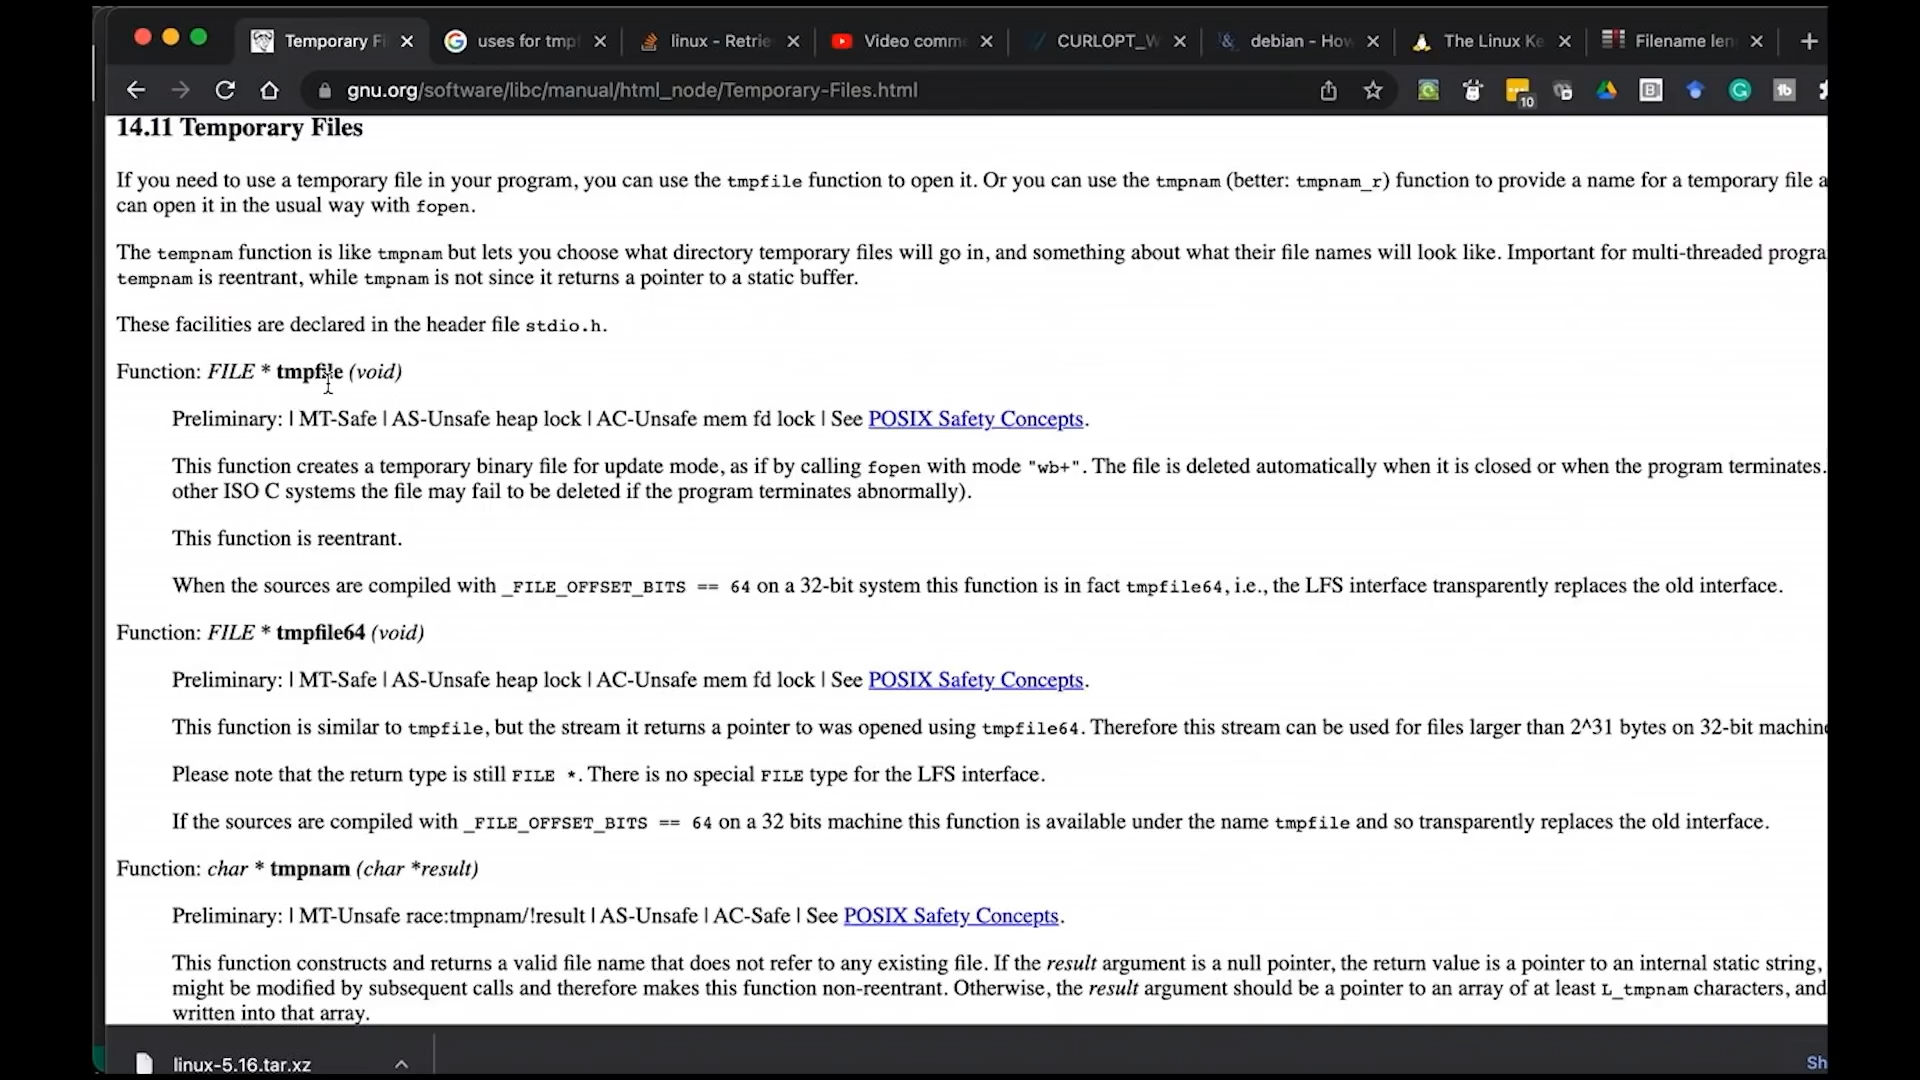 Temporary Fi
uses for tmpf
linux - Retrie
Video comme
CURLOPT_W
debian - How
The Linux Ke
Filename len
gnu.org/software/libc/manual/html_node/Temporary-Files.html
10
14.11 Temporary Files
If you need to use a temporary file in your program, you can use the tmpfile function to open it. Or you can use the tmpnam (better: tmpnam_r) function to provide a name for a temporary file a
can open it in the usual way with fopen.
The tempnam function is like tmpnam but lets you choose what directory temporary files will go in, and something about what their file names will look like. Important for multi-threaded progra
tempnam is reentrant, while tmpnam is not since it returns a pointer to a static buffer.
These facilities are declared in the header file stdio.h.
Function: FILE * tmpfile (void)
Preliminary: | MT-Safe | AS-Unsafe heap lock | AC-Unsafe mem fd lock | See POSIX Safety Concepts.
This function creates a temporary binary file for update mode, as if by calling fopen with mode "wb+". The file is deleted automatically when it is closed or when the program terminates.
other ISO C systems the file may fail to be deleted if the program terminates abnormally).
This function is reentrant.
When the sources are compiled with _FILE_OFFSET_BITS == 64 on a 32-bit system this function is in fact tmpfile64, i.e., the LFS interface transparently replaces the old interface.
Function: FILE * tmpfile64 (void)
Preliminary: | MT-Safe | AS-Unsafe heap lock | AC-Unsafe mem fd lock | See POSIX Safety Concepts.
This function is similar to tmpfile, but the stream it returns a pointer to was opened using tmpfile64. Therefore this stream can be used for files larger than 2^31 bytes on 32-bit machine
Please note that the return type is still FILE *. There is no special FILE type for the LFS interface.
If the sources are compiled with _FILE_OFFSET_BITS == 64 on a 32 bits machine this function is available under the name tmpfile and so transparently replaces the old interface.
Function: char * tmpnam (char *result)
Preliminary: | MT-Unsafe race:tmpnam/!result | AS-Unsafe | AC-Safe | See POSIX Safety Concepts.
This function constructs and returns a valid file name that does not refer to any existing file. If the result argument is a null pointer, the return value is a pointer to an internal static string,
might be modified by subsequent calls and therefore makes this function non-reentrant. Otherwise, the result argument should be a pointer to an array of at least L_tmpnam characters, and
written into that array.
linux-5.16.tar.xz
Sh